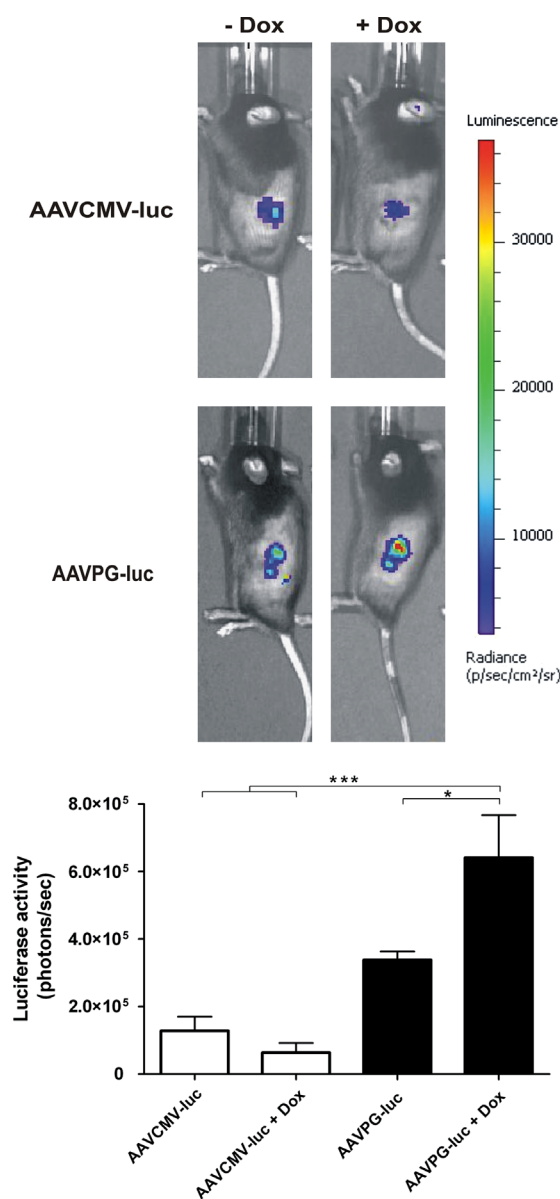 - Dox
+ Dox
AAVCMV-luc
Luminescence
30000
20000
10000
Radiance
(p/sec/cm²/sr)
AAVPG-luc
***
*
Luciferase activity
(photons/sec)
8.0×10⁵
6.0×10⁵
4.0×10⁵
2.0×10⁵
0
AAVCMV-luc
AAVCMV-luc + Dox
AAVPG-luc
AAVPG-luc + Dox